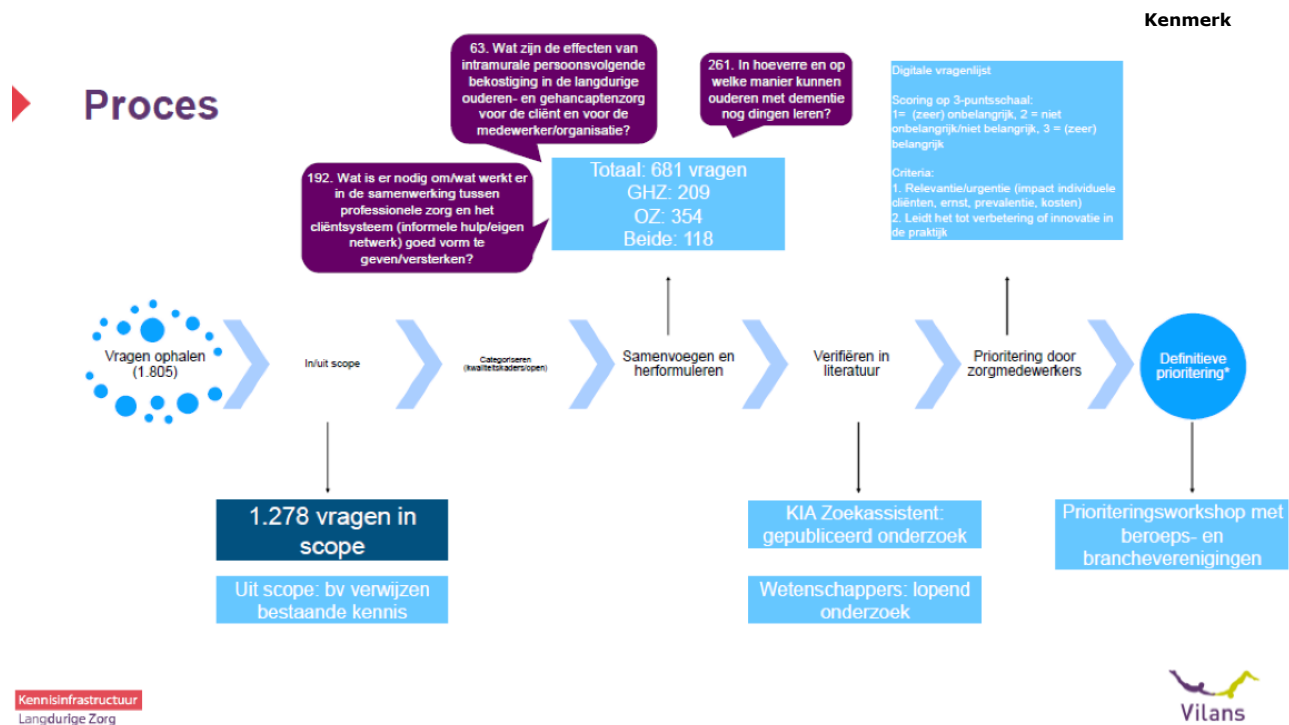 Kenmerk
Proces
63. Wat zijn de effecten van
intramurale persoonsvolgende
bekostiging in de langdurige
ouderen- en gehancaptenzorg
voor de cliënt en voor de
medewerker/organisatie?
261. In hoeverre en op
welke manier kunnen
ouderen met dementie
nog dingen leren?
Digitale vragenlijst
Scoring op 3-puntsschaal:
1= (zeer) onbelangrijk, 2 = niet
onbelangrijk/niet belangrijk, 3 = (zeer)
belangrijk
Criteria:
1. Relevantie/urgentie (impact individuele
cliënten, ernst, prevalentie, kosten)
2. Leidt het tot verbetering of innovatie in
de praktijk
192. Wat is er nodig om/wat werkt er
in de samenwerking tussen
professionele zorg en het
cliëntsysteem (informele hulp/eigen
netwerk) goed vorm te
geven/versterken?
Totaal: 681 vragen
GHZ: 209
OZ: 354
Beide: 118
Vragen ophalen
(1.805)
In/uit scope
Categoriseren
(kwaliteitskaders/open)
Samenvoegen en
herformuleren
Verifiëren in
literatuur
Prioritering door
zorgmedewerkers
Definitieve
prioritering*
1.278 vragen in
scope
Uit scope: bv verwijzen
bestaande kennis
KIA Zoekassistent:
gepubliceerd onderzoek
Wetenschappers: lopend
onderzoek
Prioriteringsworkshop met
beroeps- en
brancheverenigingen
Kennisinfrastructuur
Langdurige Zorg
Vilans